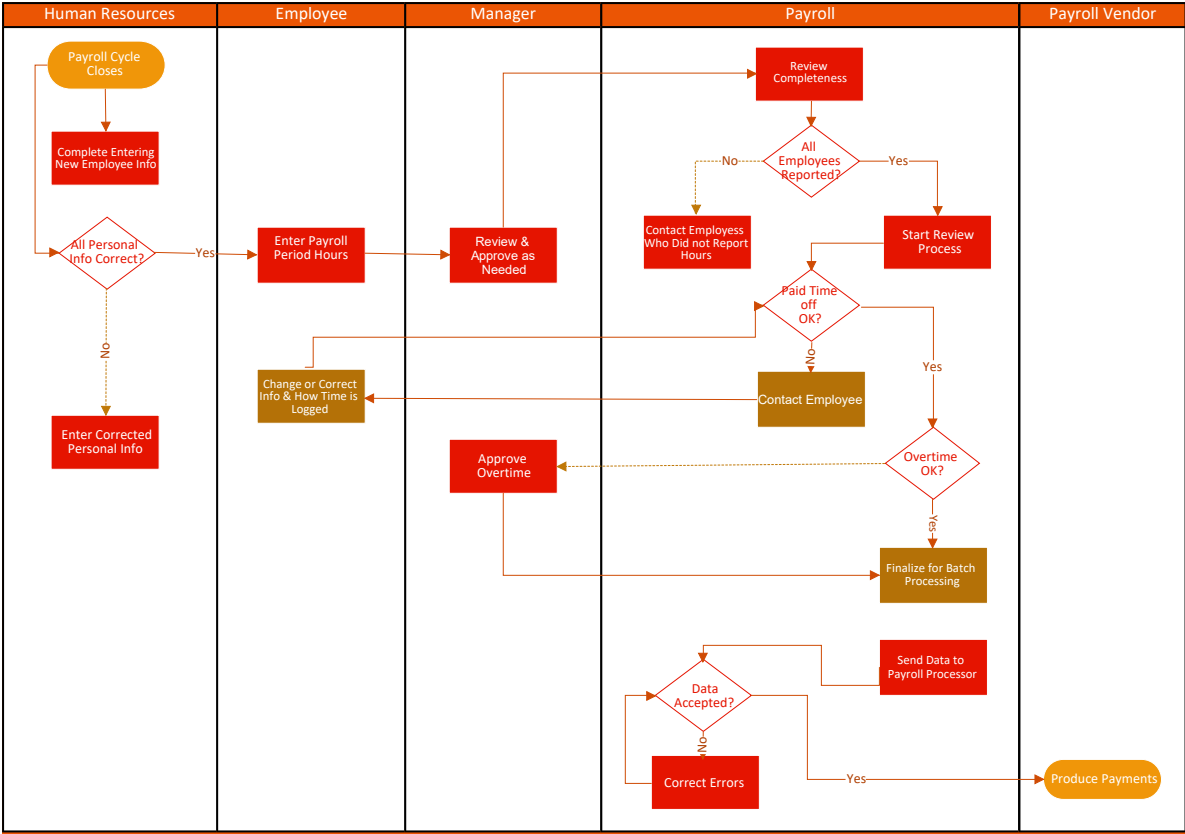 Human Resources
Employee
Manager
Payroll
Payroll Vendor
Payroll Cycle
Closes
Review
Completeness
Complete Entering
New Employee Info
No
All
Employees
Reported?
Yes
All Personal
Info Correct?
Yes
Enter Payroll
Period Hours
Review &
Approve as
Needed
Contact Employess
Who Did not Report
Hours
Start Review
Process
Paid Time
off
OK?
No
No
Yes
Change or Correct
Info & How Time is
Logged
Contact Employee
Enter Corrected
Personal Info
Approve
Overtime
Overtime
OK?
Yes
Finalize for Batch
Processing
Send Data to
Payroll Processor
Data
Accepted?
No
Correct Errors
Yes
Produce Payments